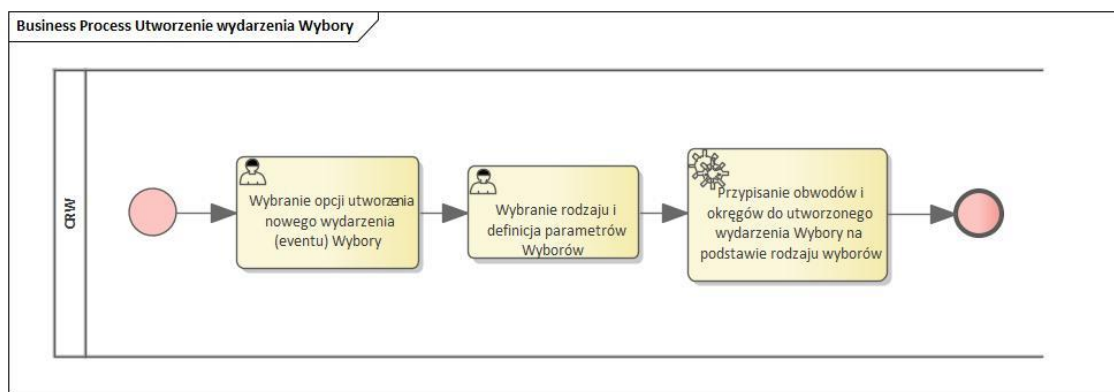 Business Process Utworzenie wydarzenia Wybory
CRW
Wybranie opcji utworzenia
nowego wydarzenia
(eventu) Wybory
Wybranie rodzaju i
definicja parametrów
Wyborów
Przypisanie obwodów i
okręgów do utworzonego
wydarzenia Wybory na
podstawie rodzaju wyborów